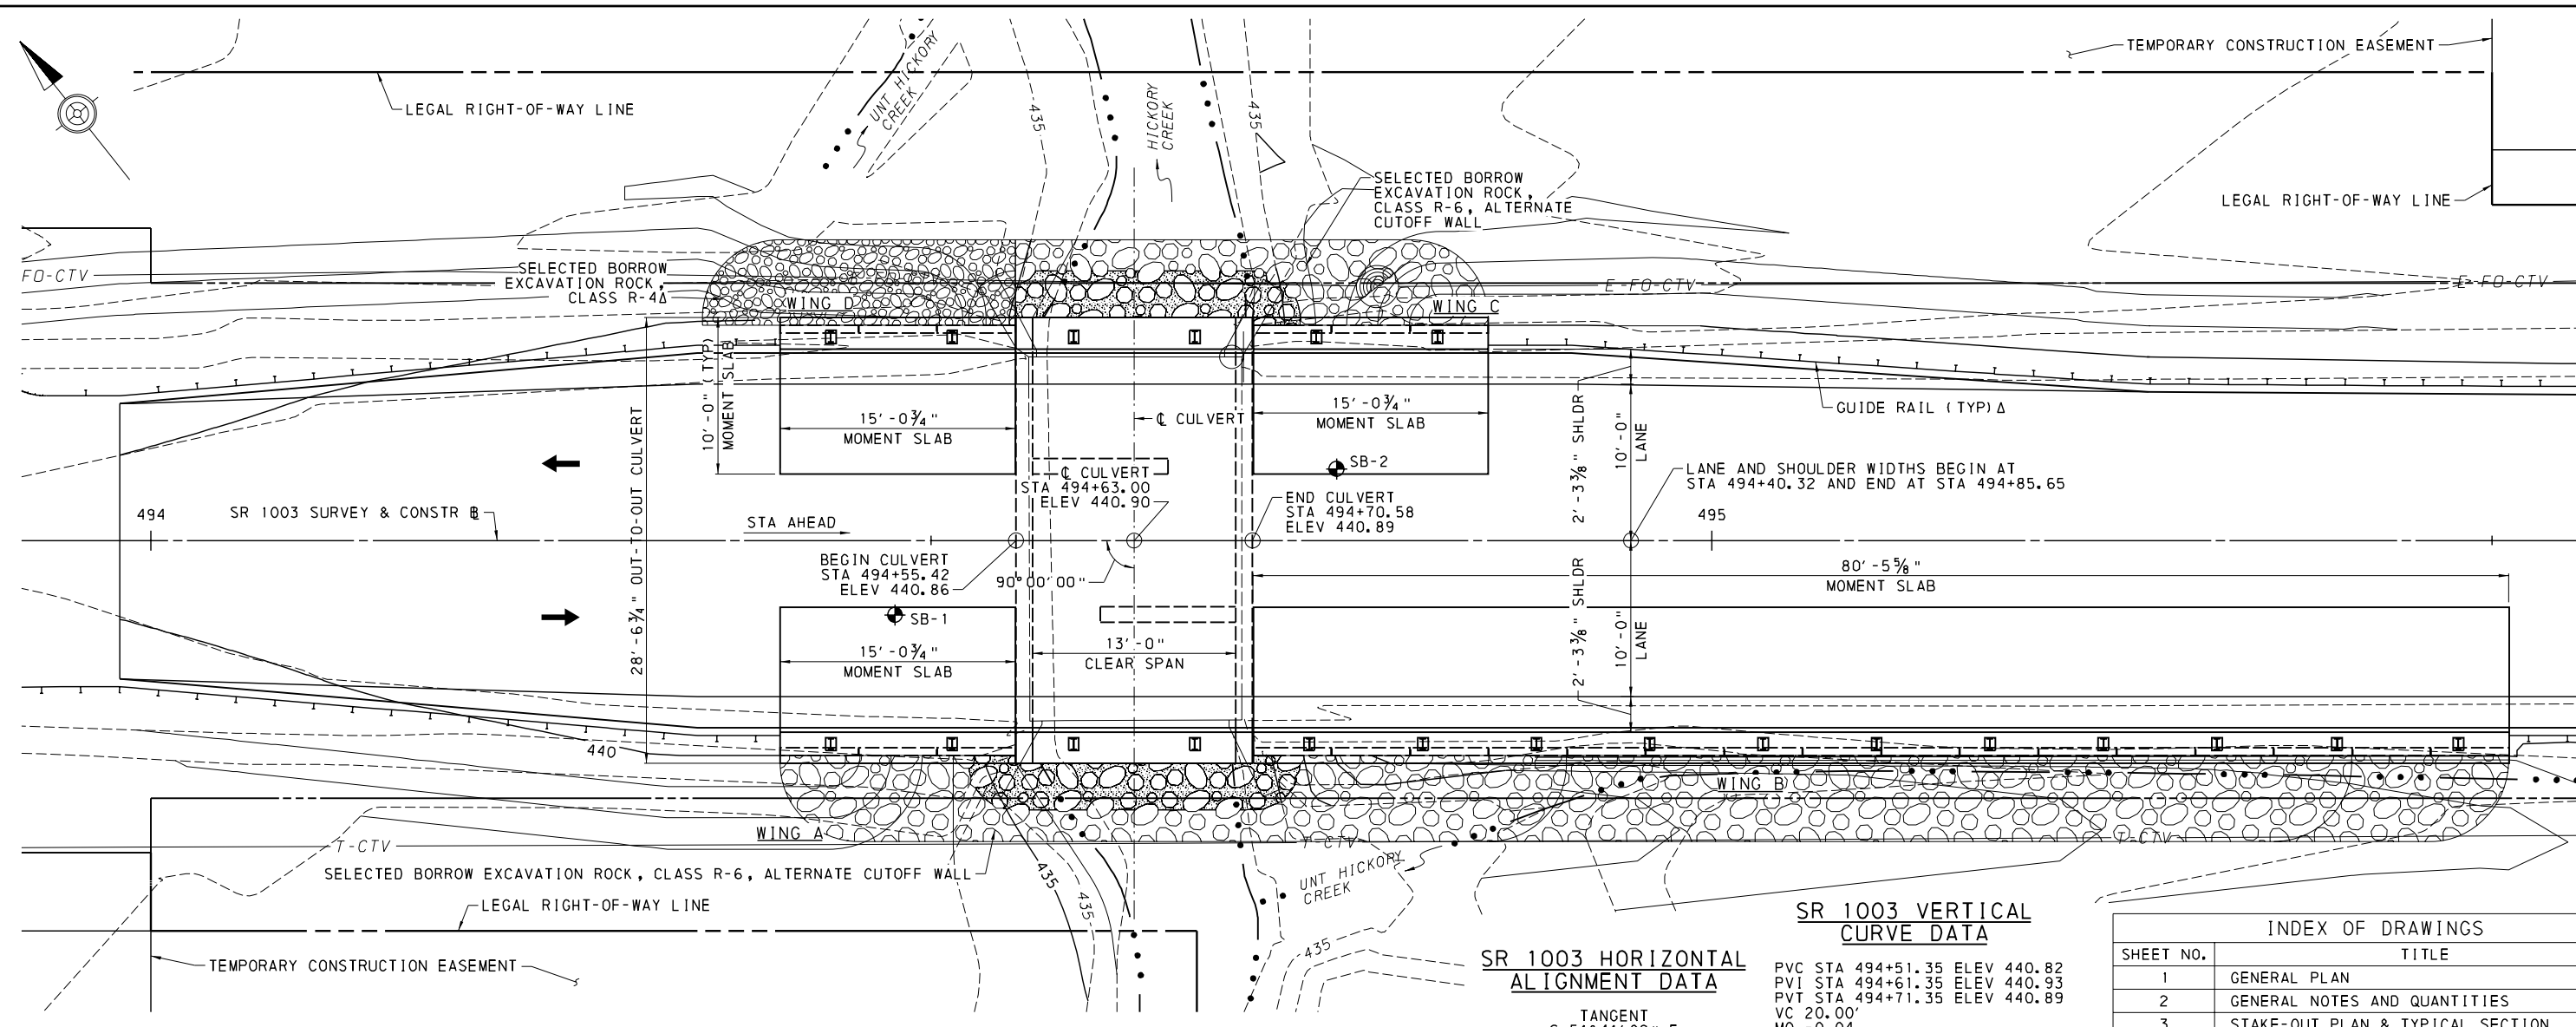 TEMPORARY CONSTRUCTION EASEMENT
LEGAL RIGHT-OF-WAY LINE
UNT HICKORY
CREEK
435
HICKORY
CREEK
435
SELECTED BORROW
EXCAVATION ROCK,
CLASS R-6, ALTERNATE
CUTOFF WALL
LEGAL RIGHT-OF-WAY LINE
FO-CTV
SELECTED BORROW
EXCAVATION ROCK,
CLASS R-4Δ
WING D
WING C
E-FO-CTV
E-FO-CTV
10'-0" (TYP)
MOMENT SLAB
15'-0¾"
MOMENT SLAB
℄ CULVERT
15'-0¾"
MOMENT SLAB
GUIDE RAIL (TYP)Δ
2'-3⅜" SHLDR
10'-0"
LANE
28'-6¾" OUT-TO-OUT CULVERT
℄ CULVERT
STA 494+63.00
ELEV 440.90
SB-2
END CULVERT
STA 494+70.58
ELEV 440.89
LANE AND SHOULDER WIDTHS BEGIN AT
STA 494+40.32 AND END AT STA 494+85.65
494
SR 1003 SURVEY & CONSTR ℄
STA AHEAD
495
BEGIN CULVERT
STA 494+55.42
ELEV 440.86
90°00'00"
80'-5⅝"
MOMENT SLAB
SB-1
15'-0¾"
MOMENT SLAB
13'-0"
CLEAR SPAN
2'-3⅜" SHLDR
10'-0"
LANE
440
WING B
WING A
T-CTV
T-CTV
T-CTV
SELECTED BORROW EXCAVATION ROCK, CLASS R-6, ALTERNATE CUTOFF WALL
435
435
UNT HICKORY
CREEK
435
LEGAL RIGHT-OF-WAY LINE
TEMPORARY CONSTRUCTION EASEMENT
SR 1003 HORIZONTAL
ALIGNMENT DATA
TANGENT
SR 1003 VERTICAL
CURVE DATA
PVC STA 494+51.35 ELEV 440.82
PVI STA 494+61.35 ELEV 440.93
PVT STA 494+71.35 ELEV 440.89
VC 20.00'
INDEX OF DRAWINGS
SHEET NO. TITLE
1 GENERAL PLAN
2 GENERAL NOTES AND QUANTITIES
3 STAKE-OUT PLAN & TYPICAL SECTION